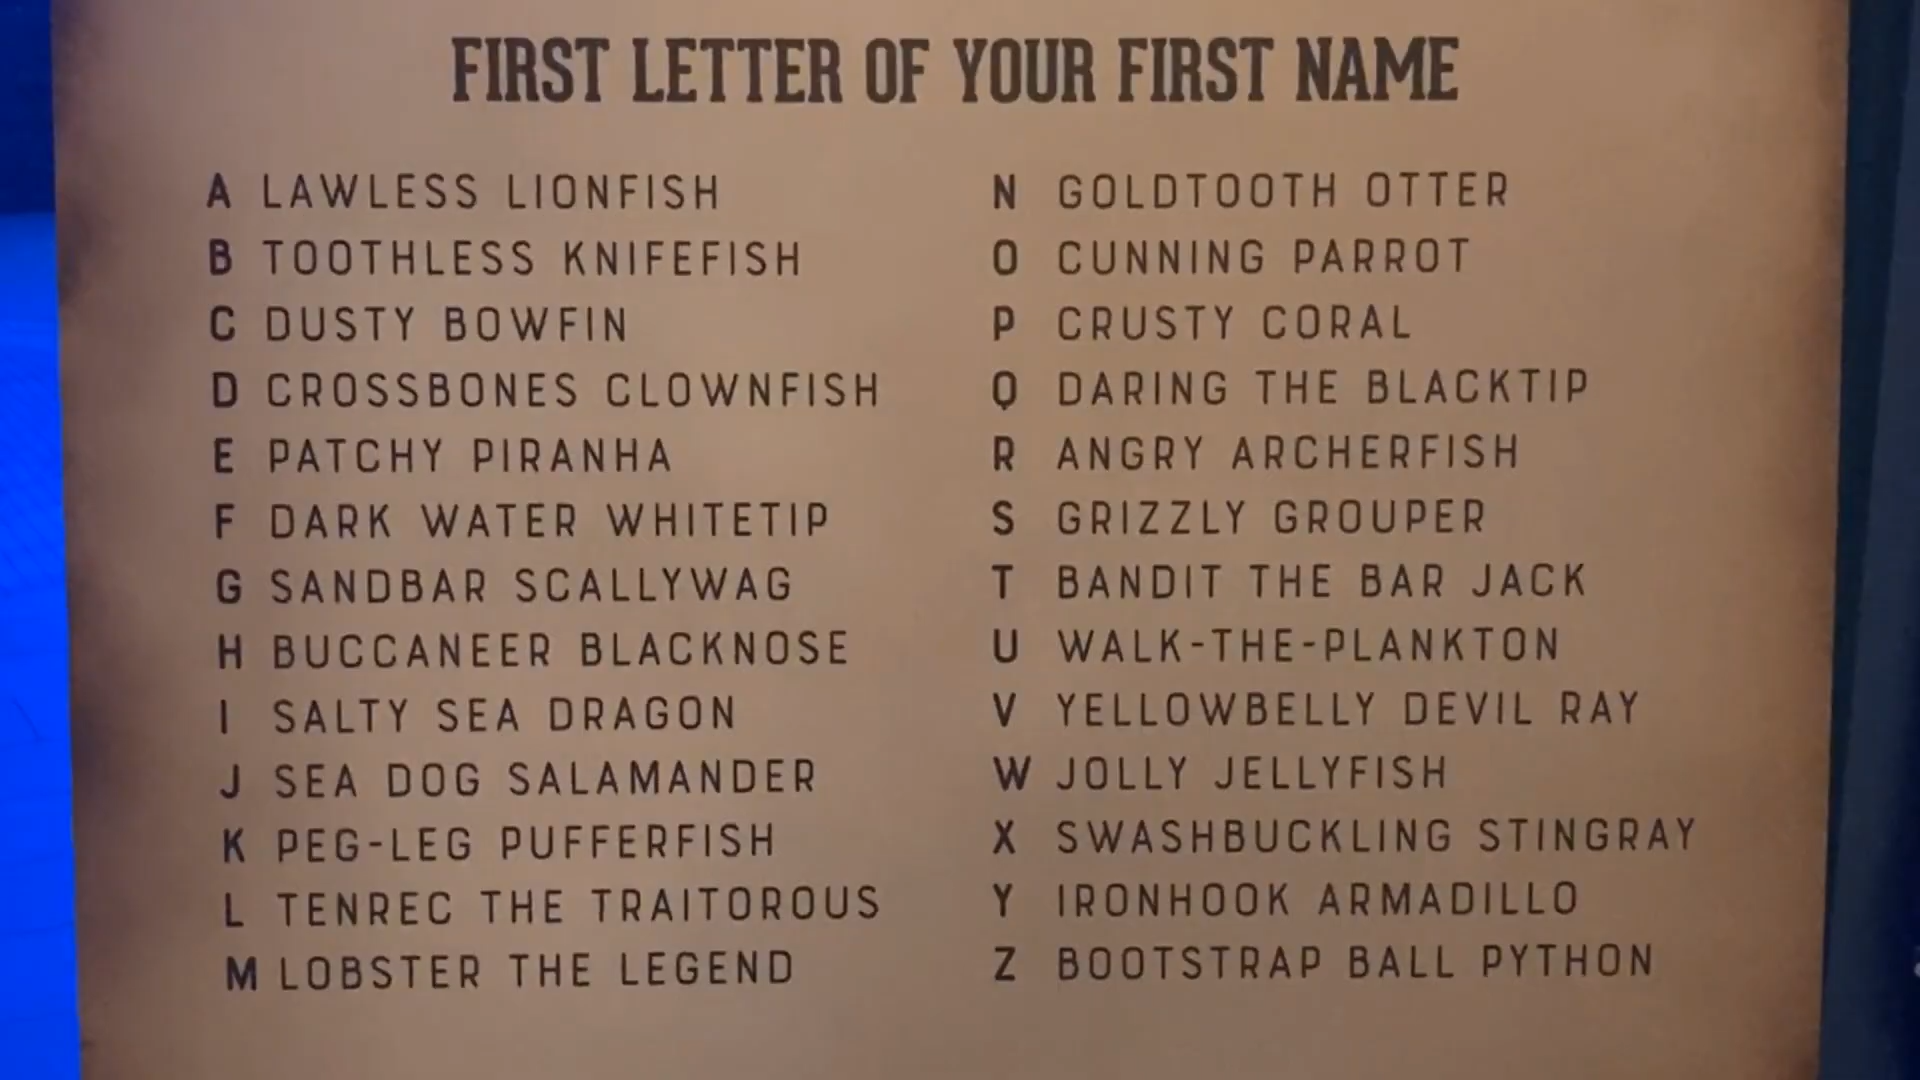 FIRST LETTER OF YOUR FIRST NAME
A LAWLESS LIONFISH
B TOOTHLESS KNIFEFISH
C DUSTY BOWFIN
D CROSSBONES CLOWNFISH
E PATCHY PIRANHA
F DARK WATER WHITETIP
G SANDBAR SCALLYWAG
H BUCCANEER BLACKNOSE
I SALTY SEA DRAGON
J SEA DOG SALAMANDER
K PEG-LEG PUFFERFISH
L TENREC THE TRAITOROUS
M LOBSTER THE LEGEND
N GOLDTOOTH OTTER
O CUNNING PARROT
P CRUSTY CORAL
Q DARING THE BLACKTIP
R ANGRY ARCHERFISH
S GRIZZLY GROUPER
T BANDIT THE BAR JACK
U WALK-THE-PLANKTON
V YELLOWBELLY DEVIL RAY
W JOLLY JELLYFISH
X SWASHBUCKLING STINGRAY
Y IRONHOOK ARMADILLO
Z BOOTSTRAP BALL PYTHON